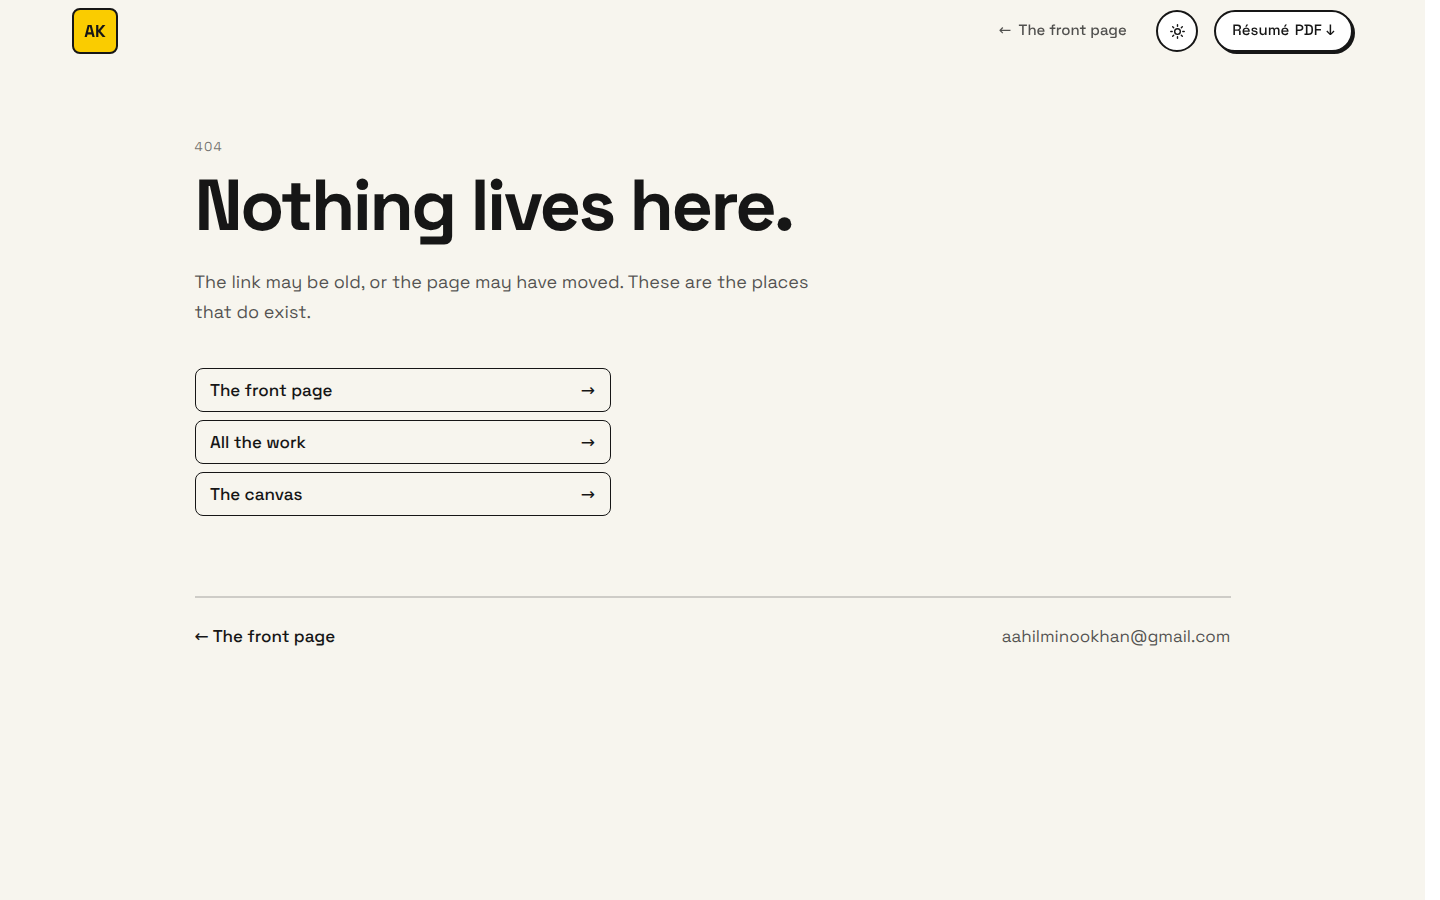 AK
← The front page
Résumé PDF ↓
404
Nothing lives here.
The link may be old, or the page may have moved. These are the places
that do exist.
The front page →
All the work →
The canvas →
← The front page
aahilminookhan@gmail.com